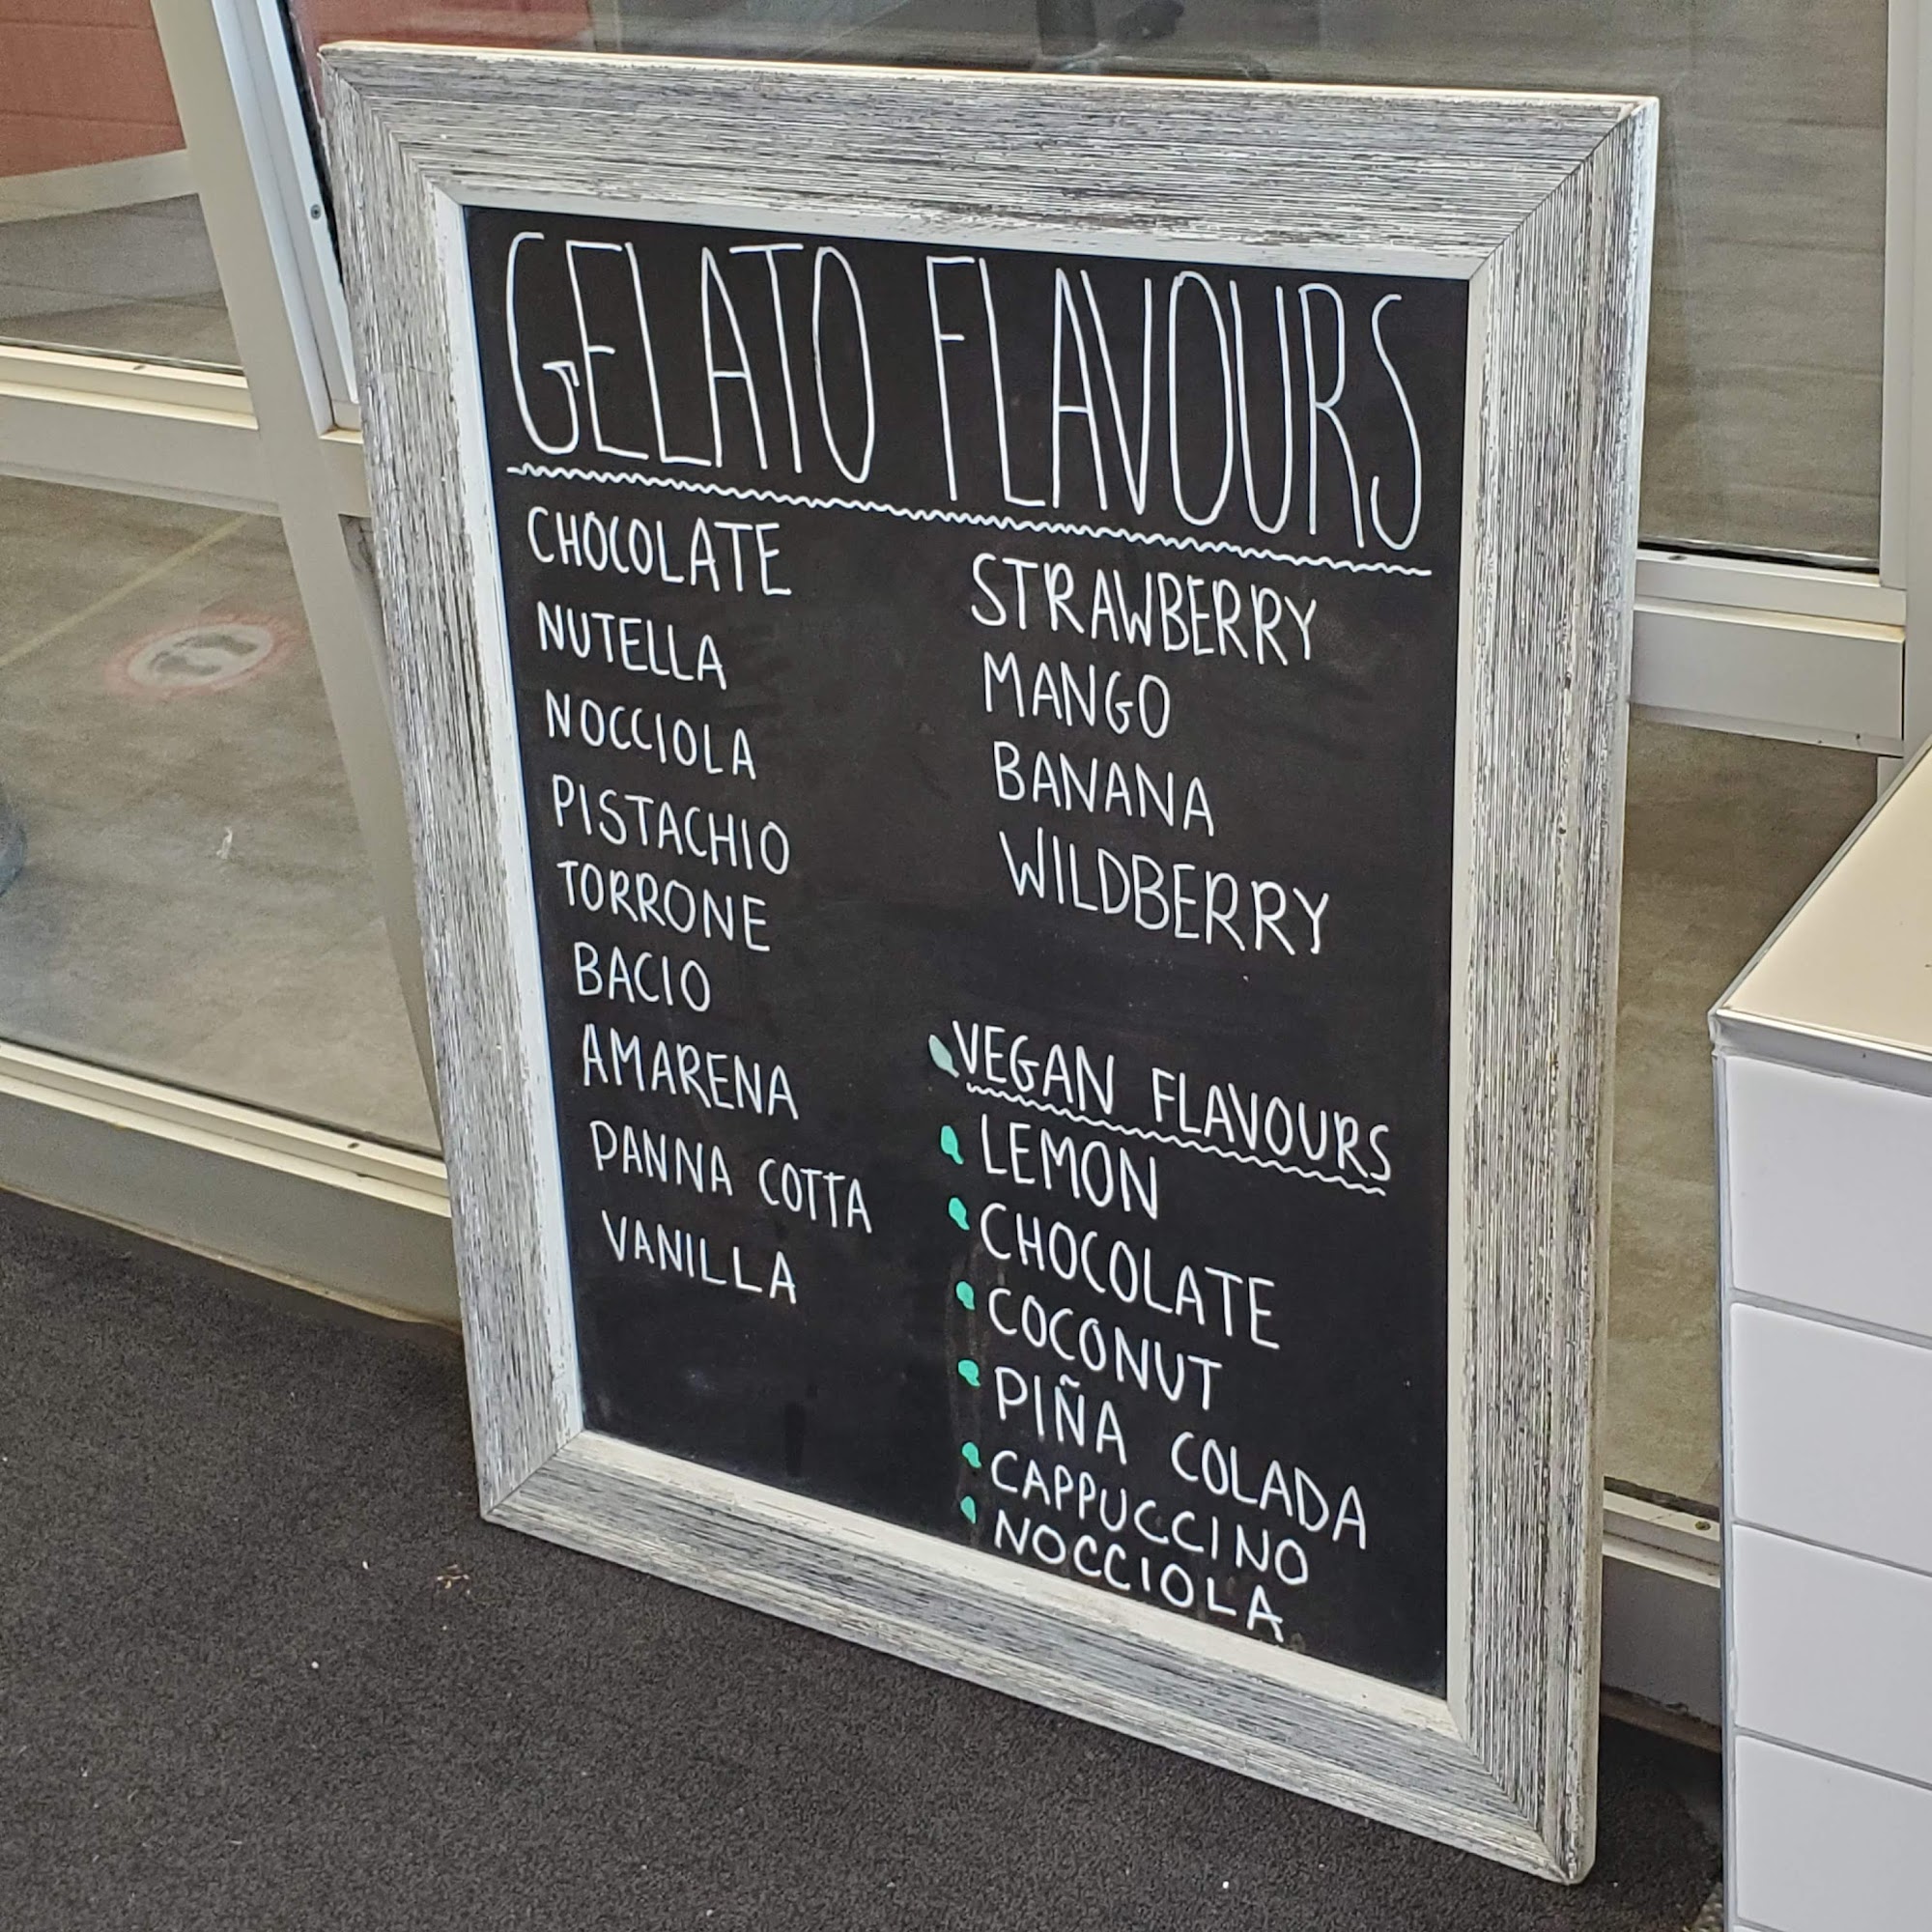 GELATO FLAVOURS
CHOCOLATE
NUTELLA
NOCCIOLA
PISTACHIO
TORRONE
BACIO
AMARENA
PANNA COTTA
VANILLA
STRAWBERRY
MANGO
BANANA
WILDBERRY
VEGAN FLAVOURS
LEMON
CHOCOLATE
COCONUT
PIÑA COLADA
CAPPUCCINO
NOCCIOLA